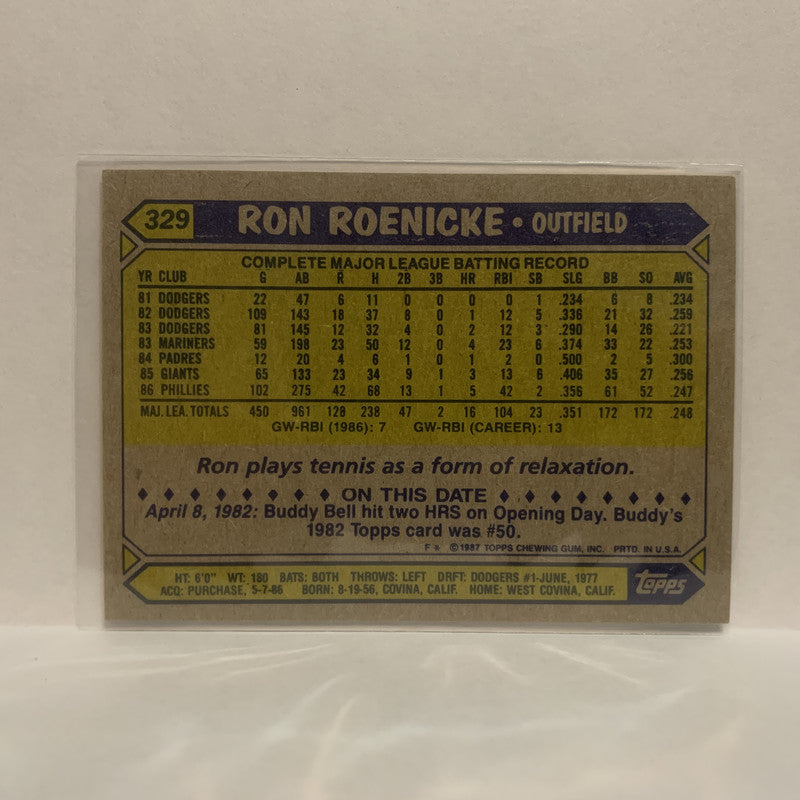 329 RON ROENICKE • OUTFIELD
COMPLETE MAJOR LEAGUE BATTING RECORD
YR CLUB G AB R H 2B 3B HR RBI SB SLG BB SO AVG
81 DODGERS 22 47 6 11 0 0 0 0 1 .234 6 8 .234
82 DODGERS 109 143 18 37 8 0 1 12 5 .336 21 32 .259
83 DODGERS 81 145 12 32 4 0 2 12 3 .290 14 26 .221
83 MARINERS 59 198 23 50 12 0 4 23 6 .374 33 22 .253
84 PADRES 12 20 4 6 1 0 1 2 0 .500 2 5 .300
85 GIANTS 65 133 23 34 9 1 3 13 6 .406 35 27 .256
86 PHILLIES 102 275 42 68 13 1 5 42 2 .356 61 52 .247
MAJ. LEA. TOTALS 450 961 128 238 47 2 16 104 23 .351 172 172 .248
GW-RBI (1986): 7 GW-RBI (CAREER): 13
Ron plays tennis as a form of relaxation.
ON THIS DATE
April 8, 1982: Buddy Bell hit two HRS on Opening Day. Buddy's
1982 Topps card was #50.
F* ©1987 TOPPS CHEWING GUM, INC. PRTD. IN U.S.A.
HT: 6'0" WT: 180 BATS: BOTH THROWS: LEFT DRFT: DODGERS #1-JUNE, 1977
ACQ: PURCHASE, 5-7-86 BORN: 8-19-56, COVINA, CALIF. HOME: WEST COVINA, CALIF.
topps